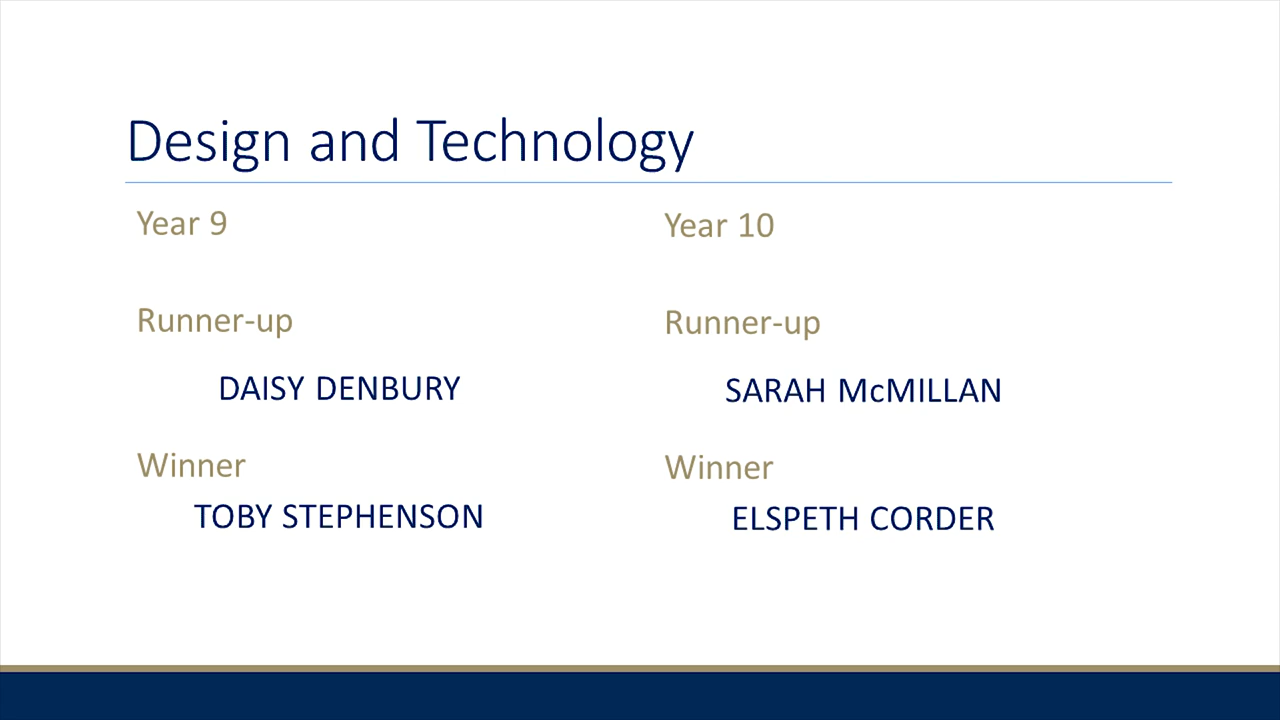 Design and Technology
Year 9
Runner-up
DAISY DENBURY
Winner
TOBY STEPHENSON
Year 10
Runner-up
SARAH McMILLAN
Winner
ELSPETH CORDER